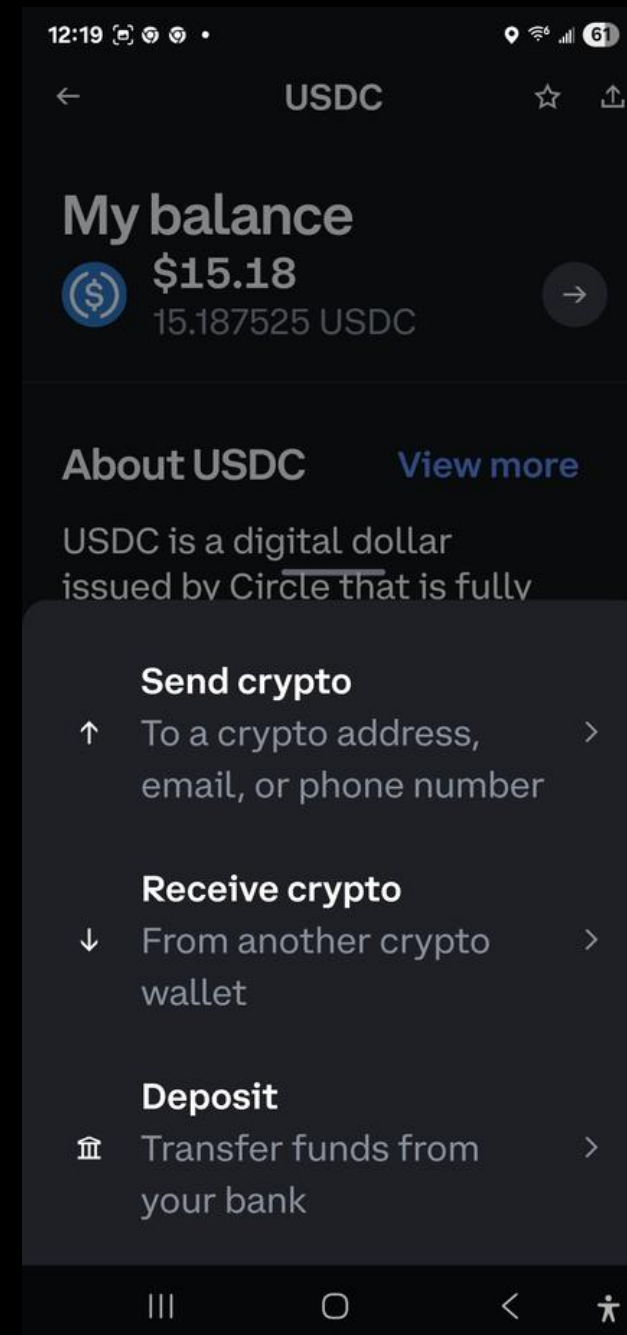 12:19
61
USDC
My balance
$15.18
15.187525 USDC
About USDC View more
USDC is a digital dollar
issued by Circle that is fully
Send crypto
To a crypto address,
email, or phone number
Receive crypto
From another crypto
wallet
Deposit
Transfer funds from
your bank